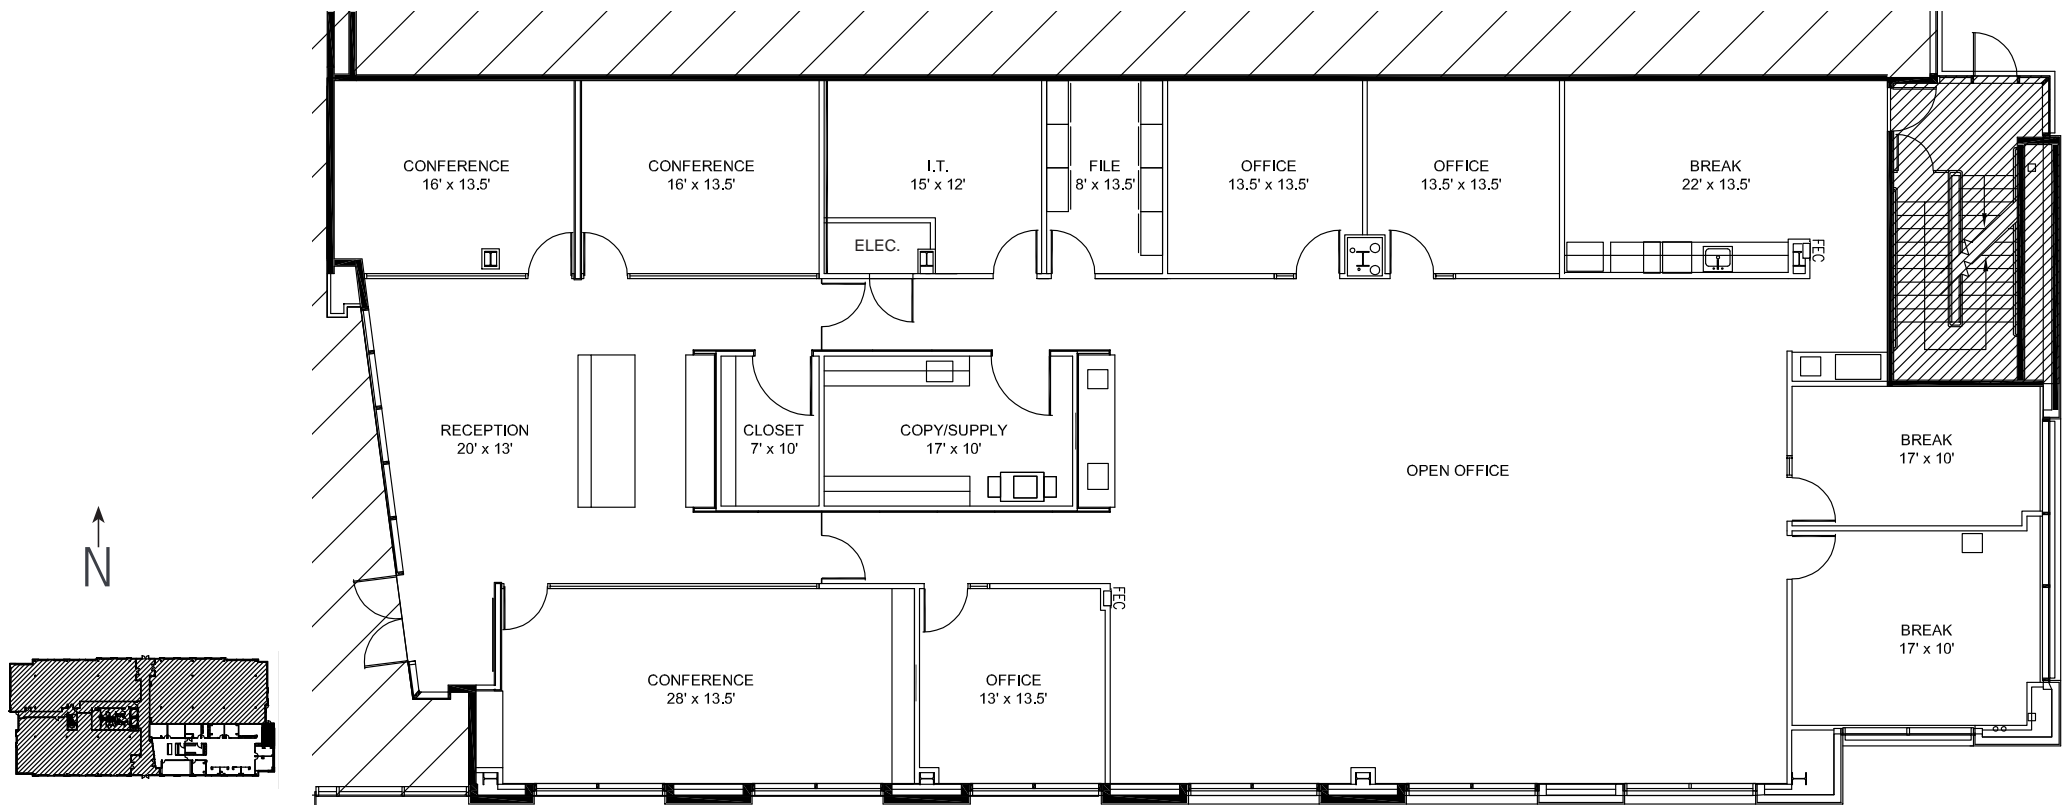 CONFERENCE
16' x 13.5'
CONFERENCE
16' x 13.5'
I.T.
15' x 12'
FILE
8' x 13.5'
OFFICE
13.5' x 13.5'
OFFICE
13.5' x 13.5'
BREAK
22' x 13.5'
ELEC.
FEC
RECEPTION
20' x 13'
CLOSET
7' x 10'
COPY/SUPPLY
17' x 10'
OPEN OFFICE
BREAK
17' x 10'
N
FEC
CONFERENCE
28' x 13.5'
OFFICE
13' x 13.5'
BREAK
17' x 10'